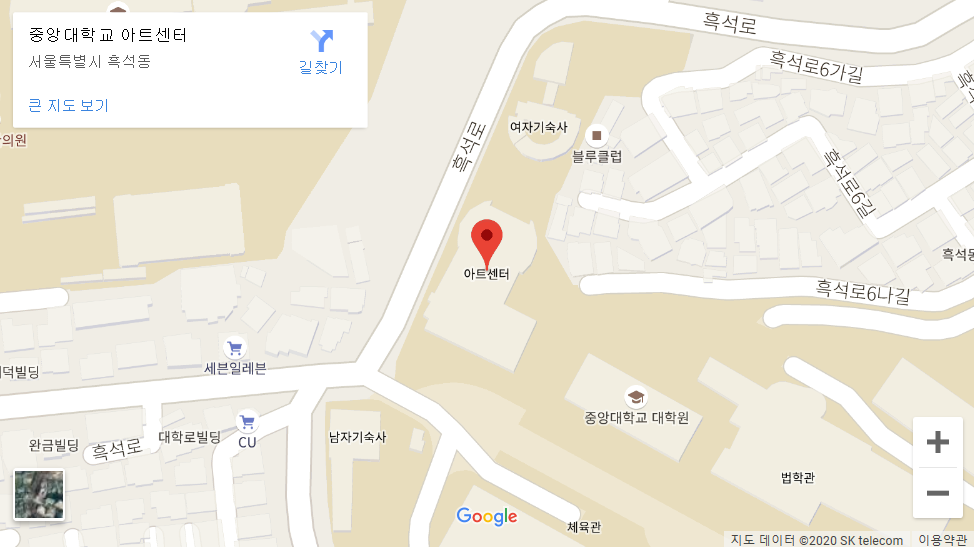 중앙대학교 아트센터
서울특별시 흑석동
길찾기
큰 지도 보기
흑석로
흑석로6가길
여자기숙사
블루클럽
흑석로
흑석로6길
아트센터
흑석로6나길
세븐일레븐
중앙대학교 대학원
완금빌딩
흑석로
대학로빌딩
CU
남자기숙사
법학관
Google
체육관
지도 데이터 ©2020 SK telecom
이용약관